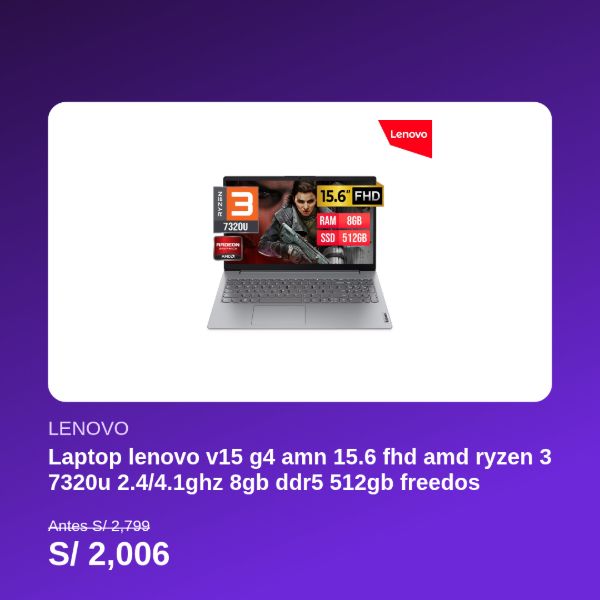 Lenovo
RYZEN 3
7320U
RADEON
GRAPHICS
AMD
15.6" FHD
RAM 8GB
SSD 512GB
LENOVO
Laptop lenovo v15 g4 amn 15.6 fhd amd ryzen 3
7320u 2.4/4.1ghz 8gb ddr5 512gb freedos
Antes S/ 2,799
S/ 2,006